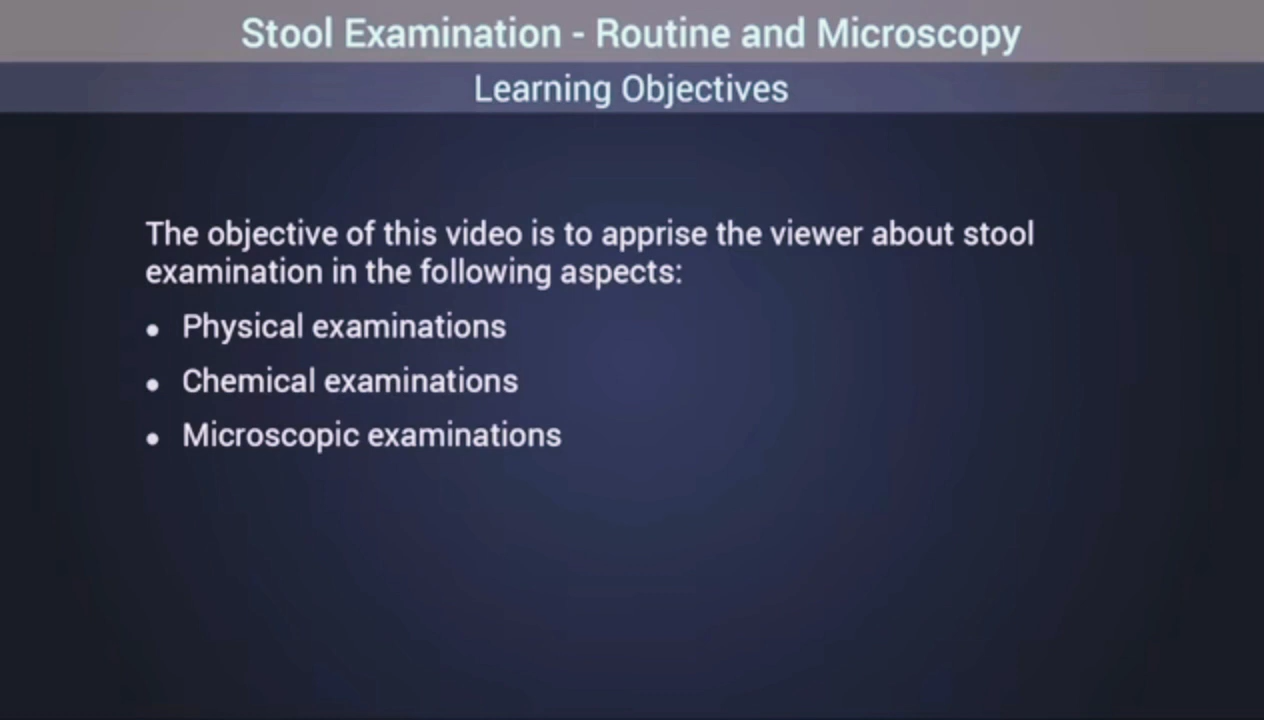 Stool Examination - Routine and Microscopy
Learning Objectives
The objective of this video is to apprise the viewer about stool
examination in the following aspects:
• Physical examinations
• Chemical examinations
• Microscopic examinations